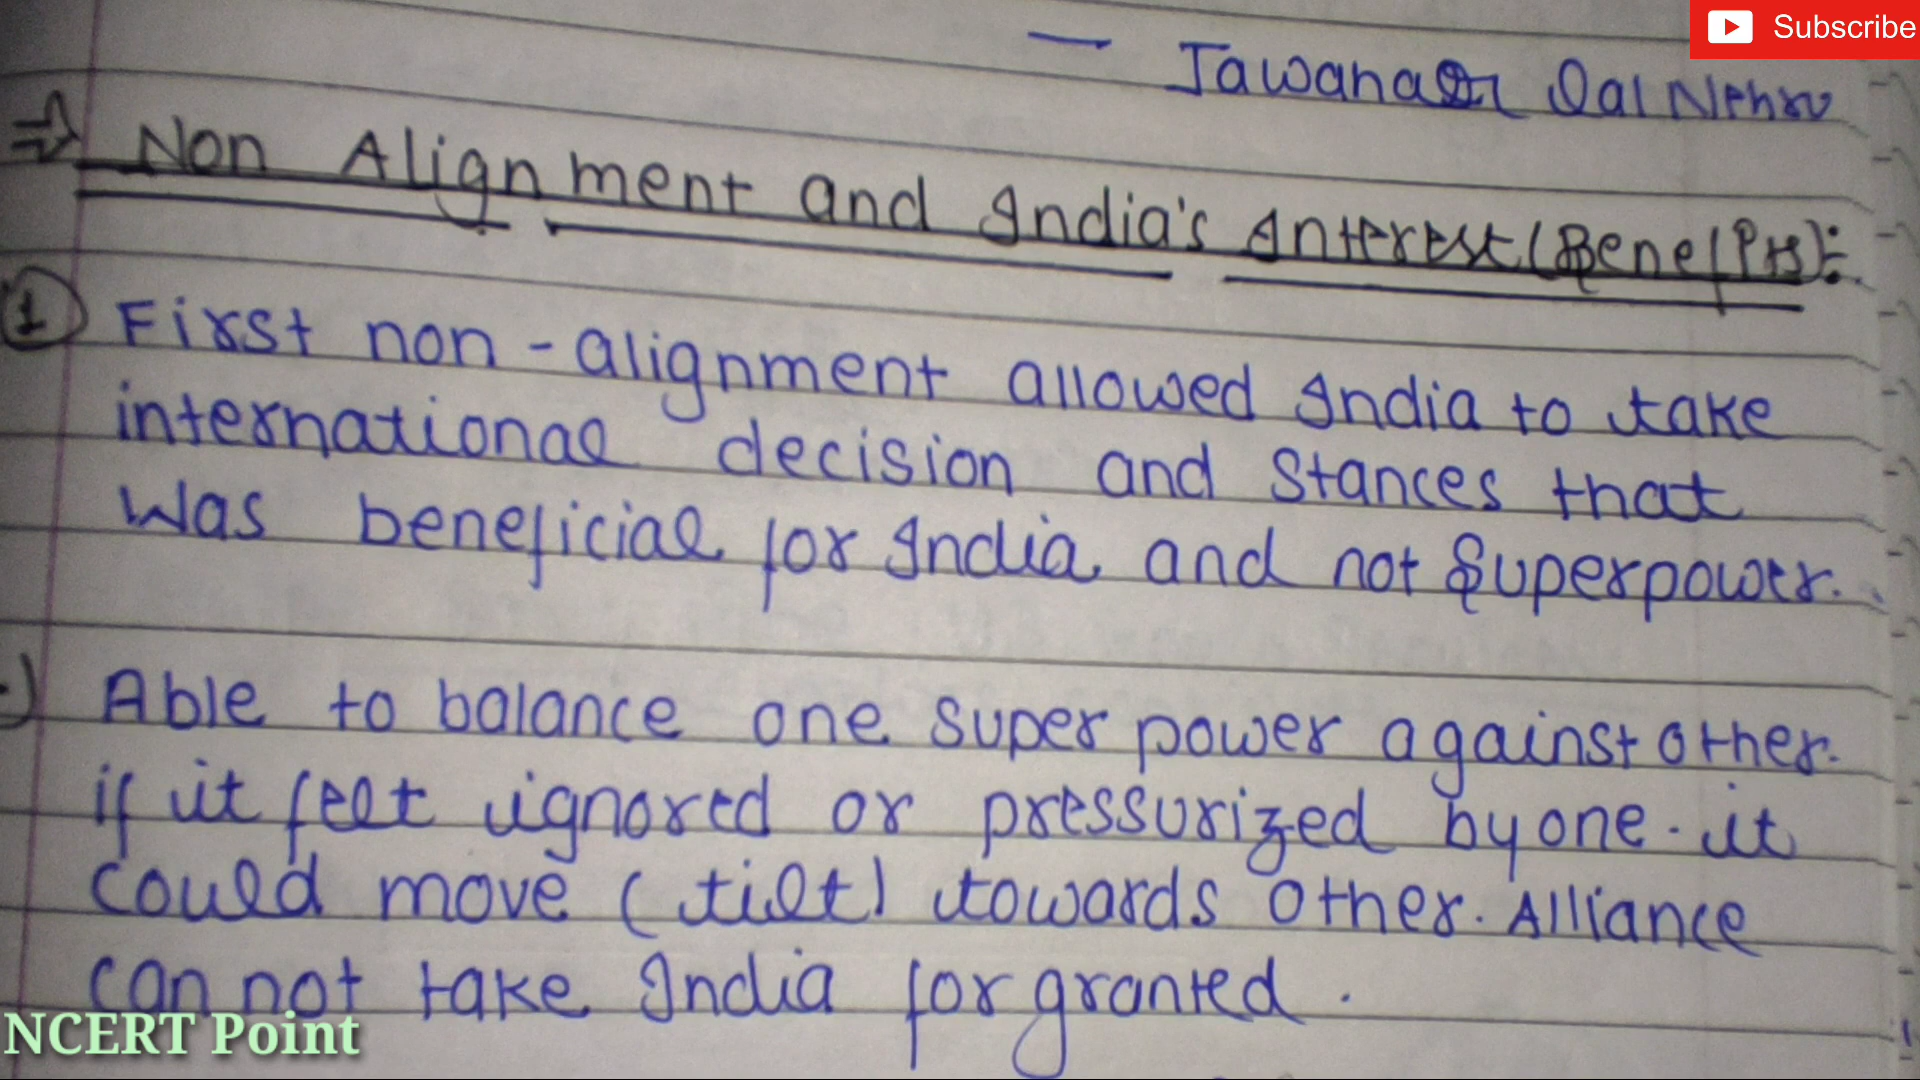 Subscribe
— Jawanaar Lal Nehru
⇒ Non Alignment and India's Interest (Benefits):
① First non-alignment allowed India to take
international decision and Stances that
was beneficial for India and not Superpower.
Able to balance one super power against other.
if it felt ignored or pressurized by one. it
could move (tilt) towards other. Alliance
can not take India for granted.
NCERT Point